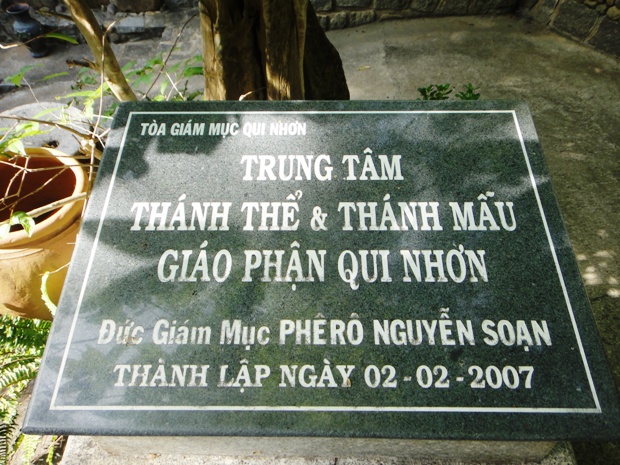 TÒA GIÁM MỤC QUI NHƠN
TRUNG TÂM
THÁNH THỂ & THÁNH MẪU
GIÁO PHẬN QUI NHƠN
Đức Giám Mục PHÊRÔ NGUYỄN SOẠN
THÀNH LẬP NGÀY 02-02-2007